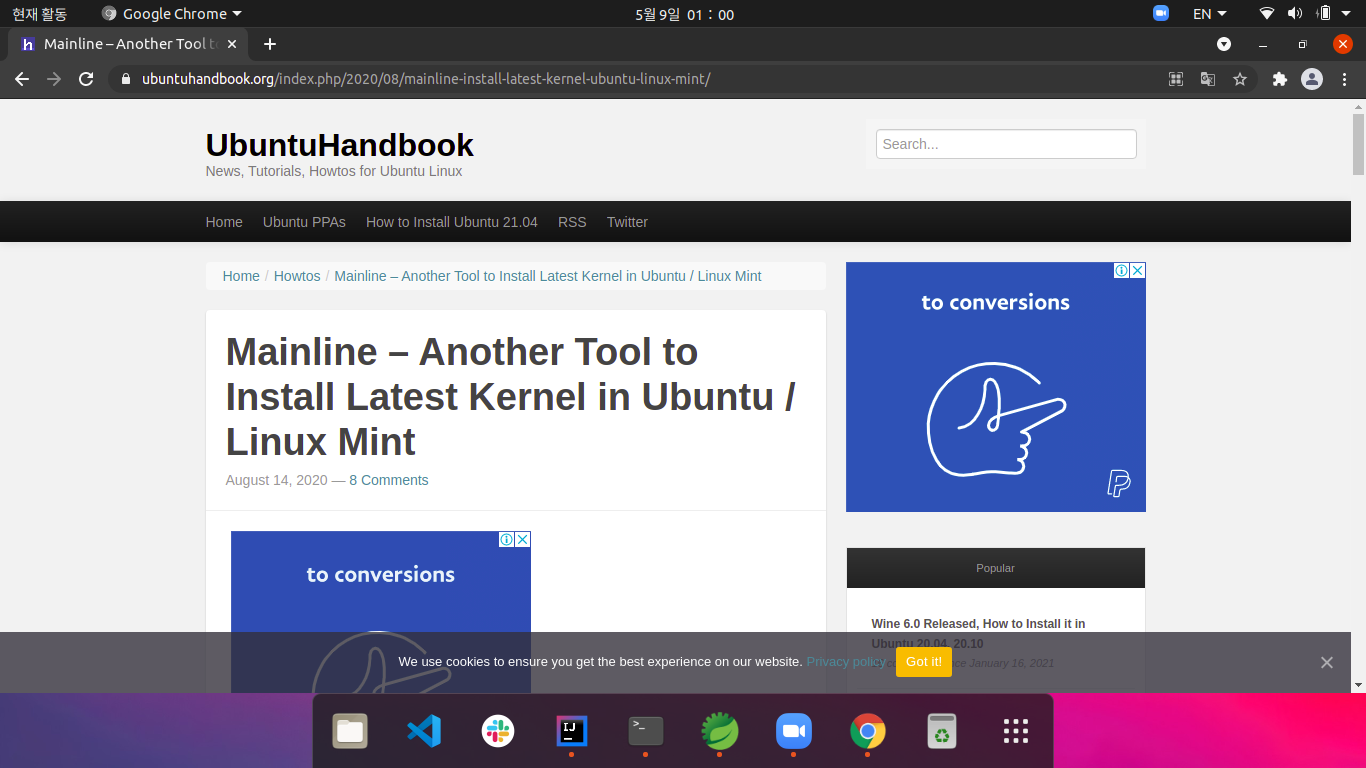 현재 활동
Google Chrome
5월 9일 01 : 00
EN
Mainline – Another Tool to
ubuntuhandbook.org/index.php/2020/08/mainline-install-latest-kernel-ubuntu-linux-mint/
UbuntuHandbook
News, Tutorials, Howtos for Ubuntu Linux
Search...
Home
Ubuntu PPAs
How to Install Ubuntu 21.04
RSS
Twitter
Home / Howtos / Mainline – Another Tool to Install Latest Kernel in Ubuntu / Linux Mint
Mainline – Another Tool to
Install Latest Kernel in Ubuntu /
Linux Mint
August 14, 2020 — 8 Comments
to conversions
to conversions
Popular
Wine 6.0 Released, How to Install it in
Ubuntu 20.04, 20.10
January 16, 2021
We use cookies to ensure you get the best experience on our website. Privacy policy
Got it!
IJ